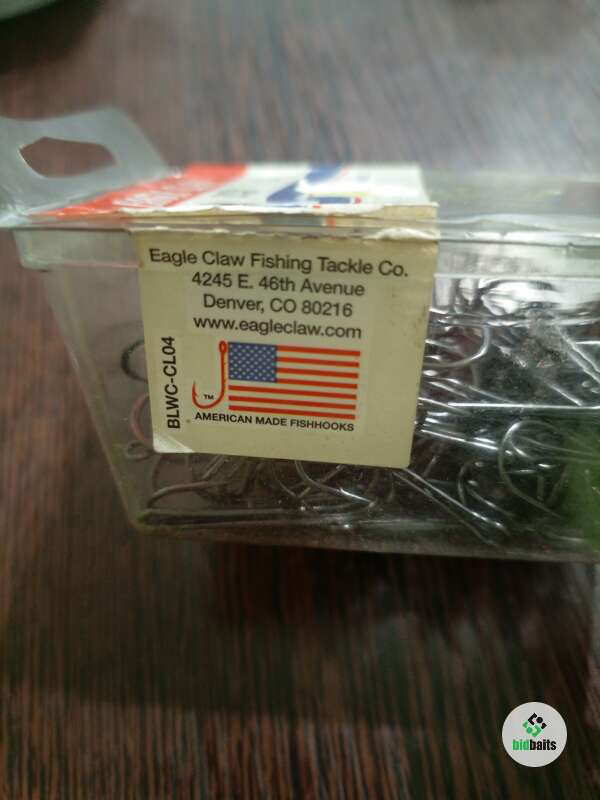 Eagle Claw Fishing Tackle Co.
4245 E. 46th Avenue
Denver, CO 80216
www.eagleclaw.com
BLWC-CL04
TM
AMERICAN MADE FISHHOOKS
bidbaits